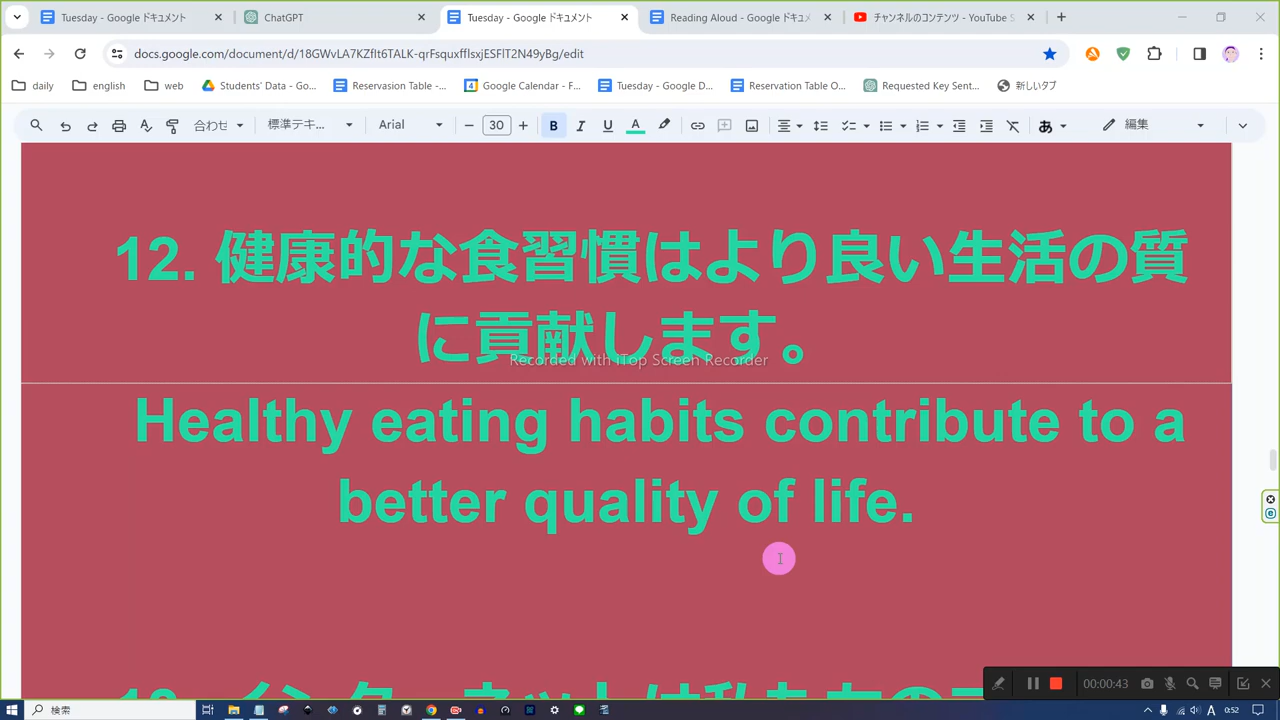 Tuesday - Google ドキュメント
ChatGPT
Tuesday - Google ドキュメント
Reading Aloud - Google ドキュメ
チャンネルのコンテンツ - YouTube S
docs.google.com/document/d/18GWvLA7KZflt6TALK-qrFsquxfflsxjESFlT2N49yBg/edit
daily
english
web
Students' Data - Go...
Reservasion Table -...
Google Calendar - F...
Tuesday - Google D...
Reservation Table O...
Requested Key Sent...
新しいタブ
合わせ
標準テキ...
Arial
30
編集
12. 健康的な食習慣はより良い生活の質
に貢献します。
Recorded with iTop Screen Recorder
Healthy eating habits contribute to a
better quality of life.
00:00:43
検索
A
0:52